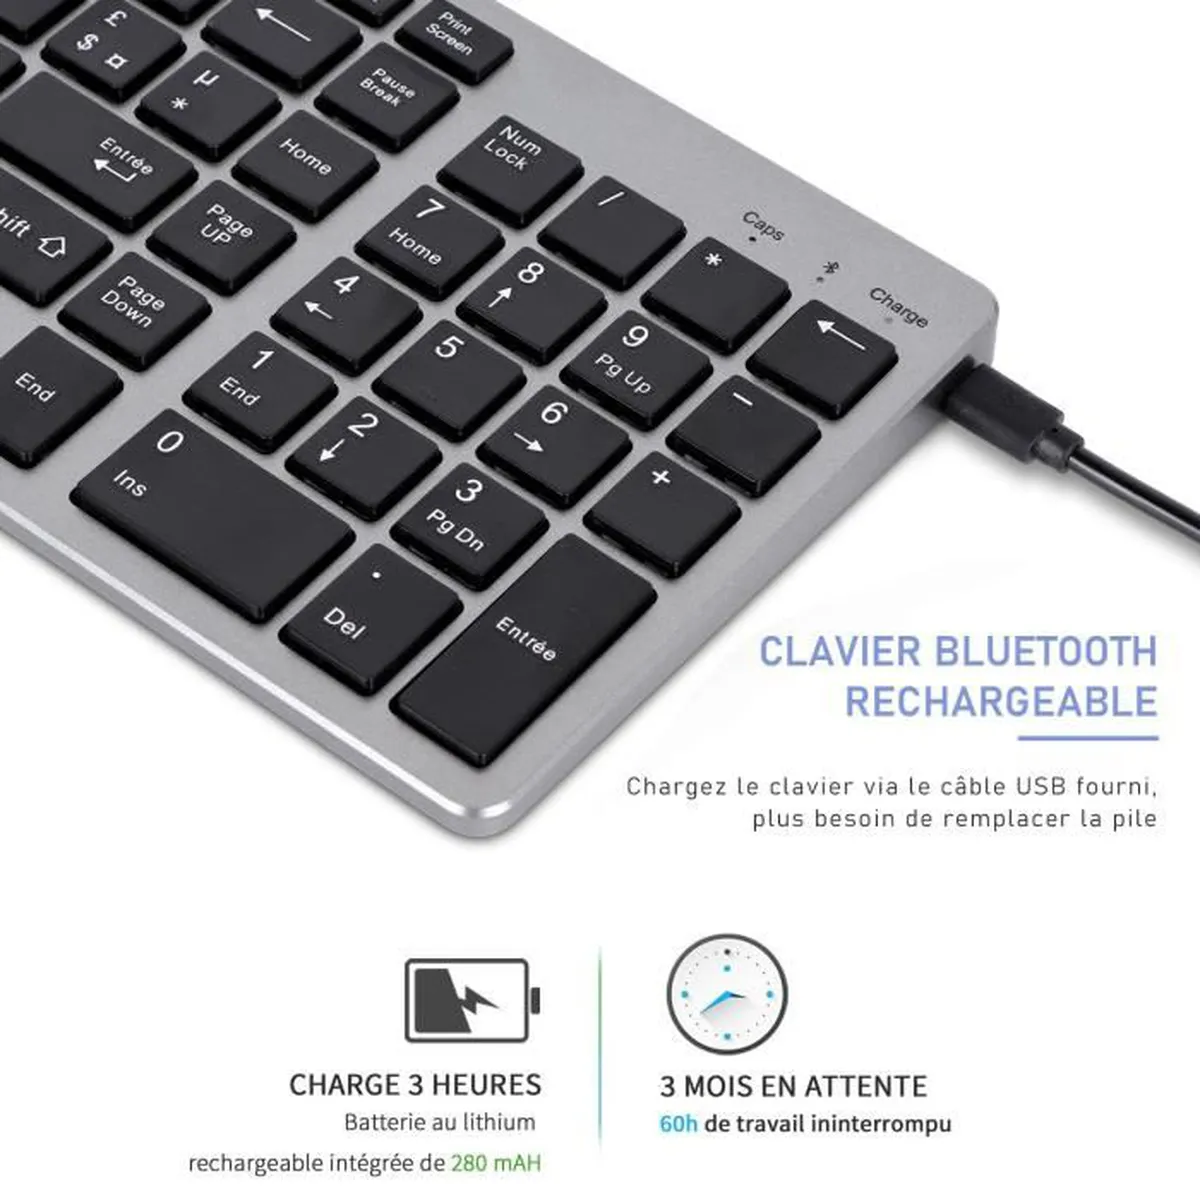 £
$ ¤
←
Print
Screen
µ
*
Pause
Break
Entrée
←
Home
Num
Lock
/
hift ⇧
Page
UP
7
Home
*
Caps
Charge
Page
Down
4
←
8
↑
←
End
1
End
5
9
Pg Up
-
0
Ins
2
↓
6
→
+
3
Pg Dn
.
Del
Entrée
CLAVIER BLUETOOTH
RECHARGEABLE
Chargez le clavier via le câble USB fourni,
plus besoin de remplacer la pile
CHARGE 3 HEURES
Batterie au lithium
rechargeable intégrée de 280 mAH
3 MOIS EN ATTENTE
60h de travail ininterrompu